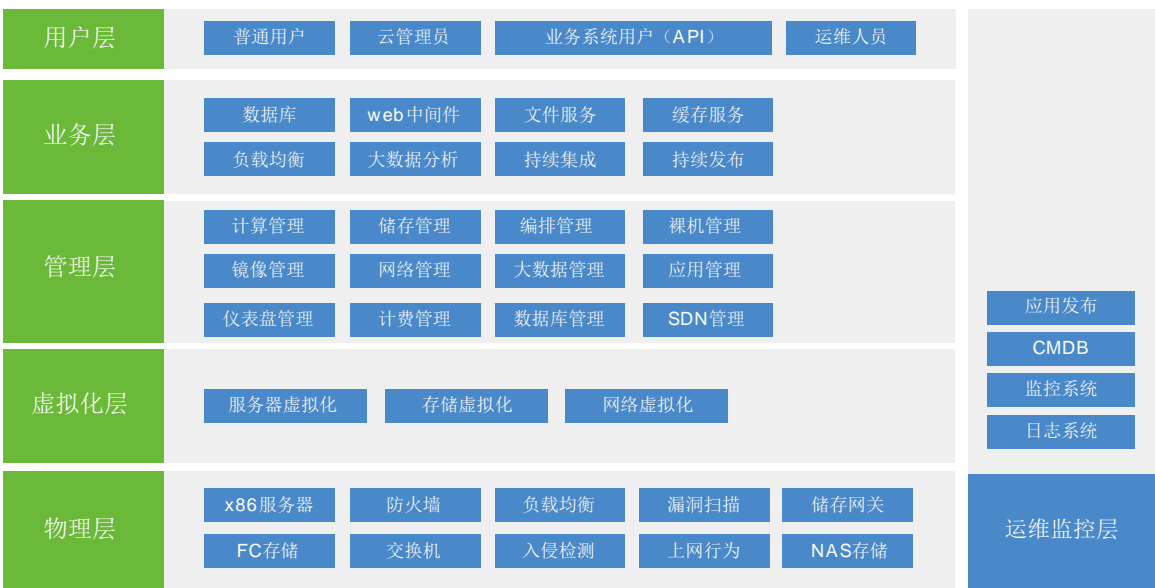 用户层
普通用户
云管理员
业务系统用户（API）
运维人员
业务层
数据库
web中间件
文件服务
缓存服务
负载均衡
大数据分析
持续集成
持续发布
管理层
计算管理
储存管理
编排管理
裸机管理
镜像管理
网络管理
大数据管理
应用管理
仪表盘管理
计费管理
数据库管理
SDN管理
虚拟化层
服务器虚拟化
存储虚拟化
网络虚拟化
物理层
x86服务器
防火墙
负载均衡
漏洞扫描
储存网关
FC存储
交换机
入侵检测
上网行为
NAS存储
应用发布
CMDB
监控系统
日志系统
运维监控层